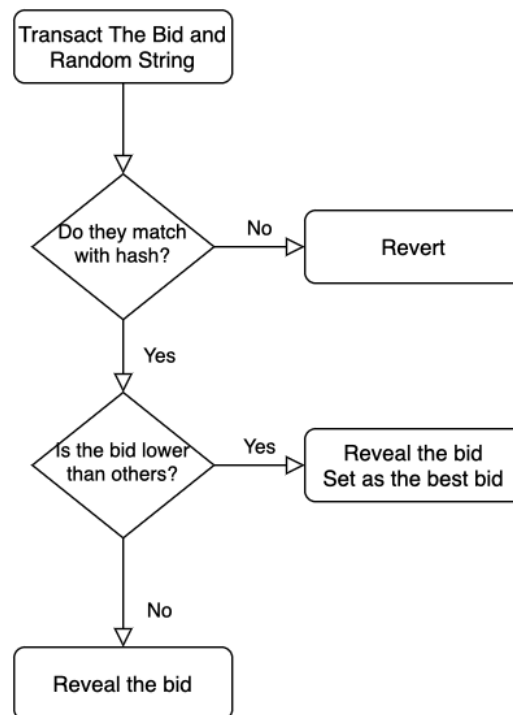 Transact The Bid and
Random String
Do they match
with hash?
No
Revert
Yes
Is the bid lower
than others?
Yes
Reveal the bid
Set as the best bid
No
Reveal the bid